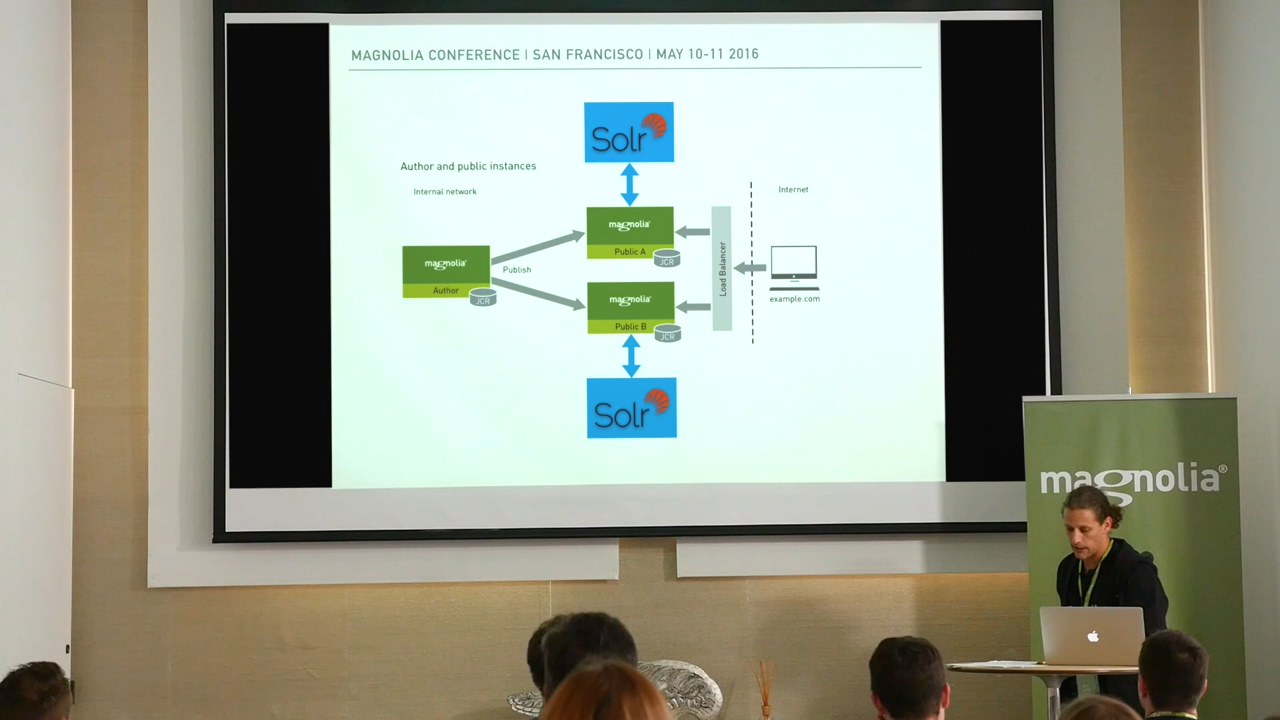 MAGNOLIA CONFERENCE | SAN FRANCISCO | MAY 10-11 2016
Solr
Author and public instances
Internal network
Internet
magnolia®
Public A
JCR
magnolia®
Author
JCR
Publish
Load Balancer
example.com
magnolia®
Public B
JCR
Solr
magnolia®